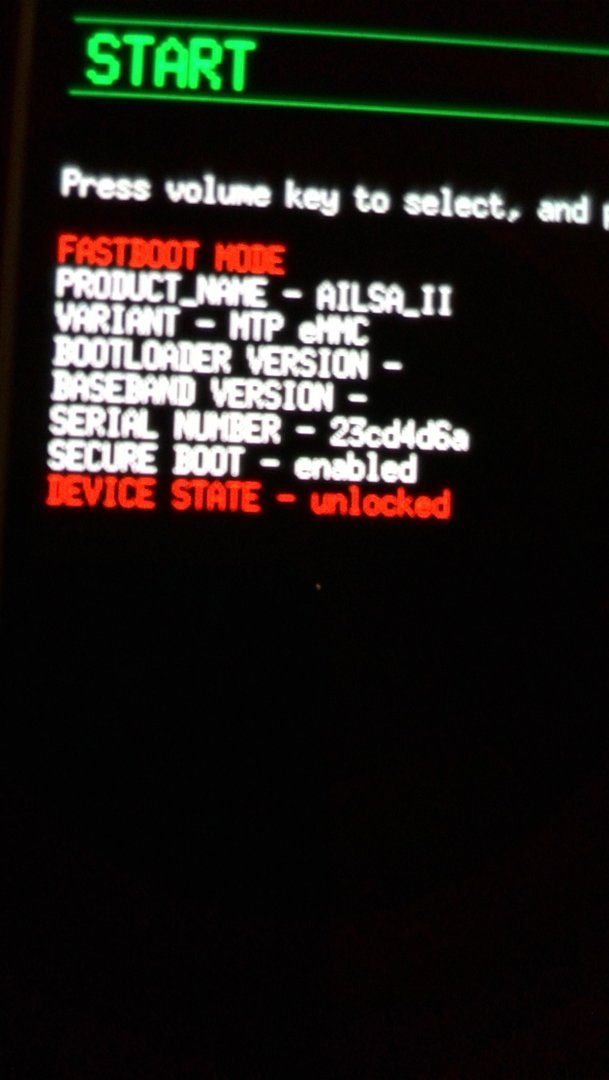 START
Press volume key to select, and
FASTBOOT MODE
PRODUCT_NAME - AILSA_II
VARIANT - MTP eMMC
BOOTLOADER VERSION -
BASEBAND VERSION -
SERIAL NUMBER - 23cd4d6a
SECURE BOOT - enabled
DEVICE STATE - unlocked